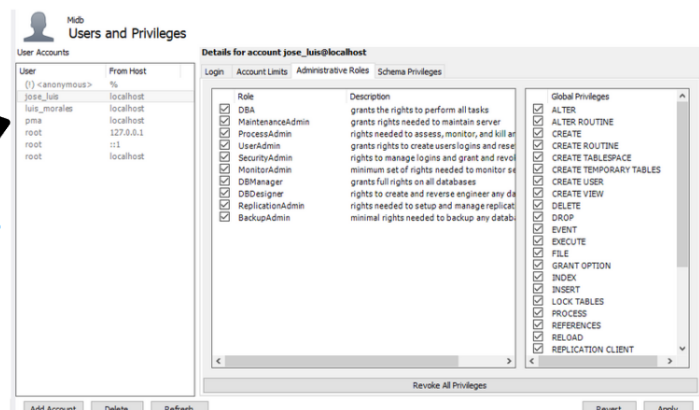 Midb
Users and Privileges
User Accounts
Details for account jose_luis@localhost
User From Host
(!) <anonymous> %
jose_luis localhost
luis_morales localhost
pma localhost
root 127.0.0.1
root ::1
root localhost
Login Account Limits Administrative Roles Schema Privileges
Role Description
DBA grants the rights to perform all tasks
MaintenanceAdmin grants rights needed to maintain server
ProcessAdmin rights needed to assess, monitor, and kill ar
UserAdmin grants rights to create users logins and rese
SecurityAdmin rights to manage logins and grant and revol
MonitorAdmin minimum set of rights needed to monitor se
DBManager grants full rights on all databases
DBDesigner rights to create and reverse engineer any da
ReplicationAdmin rights needed to setup and manage replicat
BackupAdmin minimal rights needed to backup any datab
Global Privileges
ALTER
ALTER ROUTINE
CREATE
CREATE ROUTINE
CREATE TABLESPACE
CREATE TEMPORARY TABLES
CREATE USER
CREATE VIEW
DELETE
DROP
EVENT
EXECUTE
FILE
GRANT OPTION
INDEX
INSERT
LOCK TABLES
PROCESS
REFERENCES
RELOAD
REPLICATION CLIENT
Revoke All Privileges
Add Account Delete Refresh Revert Apply